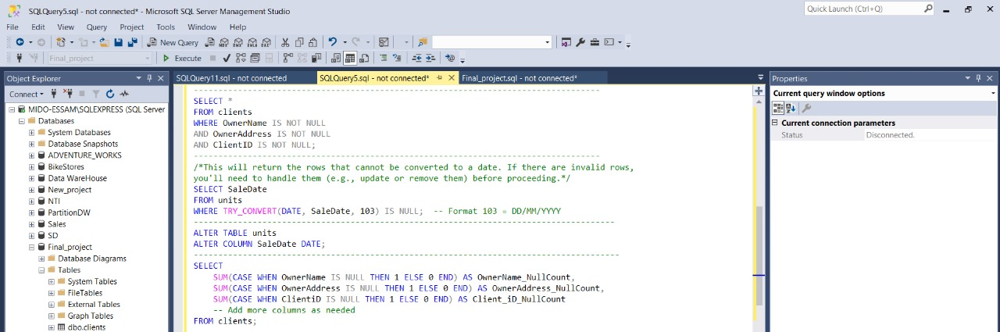 SQLQuery5.sql - not connected* - Microsoft SQL Server Management Studio
Quick Launch (Ctrl+Q)
File Edit View Query Project Tools Window Help
New Query
MDX DMX XMLA DAX
Final_project
Execute
Object Explorer
SQLQuery11.sql - not connected
SQLQuery5.sql - not connected*
Final_project.sql - not connected*
Properties
Connect
MIDO-ESSAM\SQLEXPRESS (SQL Server
Databases
System Databases
Database Snapshots
ADVENTURE_WORKS
BikeStores
Data WareHouse
New_project
NTI
PartitionDW
Sales
SD
Final_project
Database Diagrams
Tables
System Tables
FileTables
External Tables
Graph Tables
dbo.clients
SELECT *
FROM clients
WHERE OwnerName IS NOT NULL
AND OwnerAddress IS NOT NULL
AND ClientID IS NOT NULL;
/*This will return the rows that cannot be converted to a date. If there are invalid rows,
you'll need to handle them (e.g., update or remove them) before proceeding.*/
SELECT SaleDate
FROM units
WHERE TRY_CONVERT(DATE, SaleDate, 103) IS NULL; -- Format 103 = DD/MM/YYYY
ALTER TABLE units
ALTER COLUMN SaleDate DATE;
SELECT
SUM(CASE WHEN OwnerName IS NULL THEN 1 ELSE 0 END) AS OwnerName_NullCount,
SUM(CASE WHEN OwnerAddress IS NULL THEN 1 ELSE 0 END) AS OwnerAddress_NullCount,
SUM(CASE WHEN ClientiD IS NULL THEN 1 ELSE 0 END) AS Client_iD_NullCount
-- Add more columns as needed
FROM clients;
Current query window options
Current connection parameters
Status Disconnected.